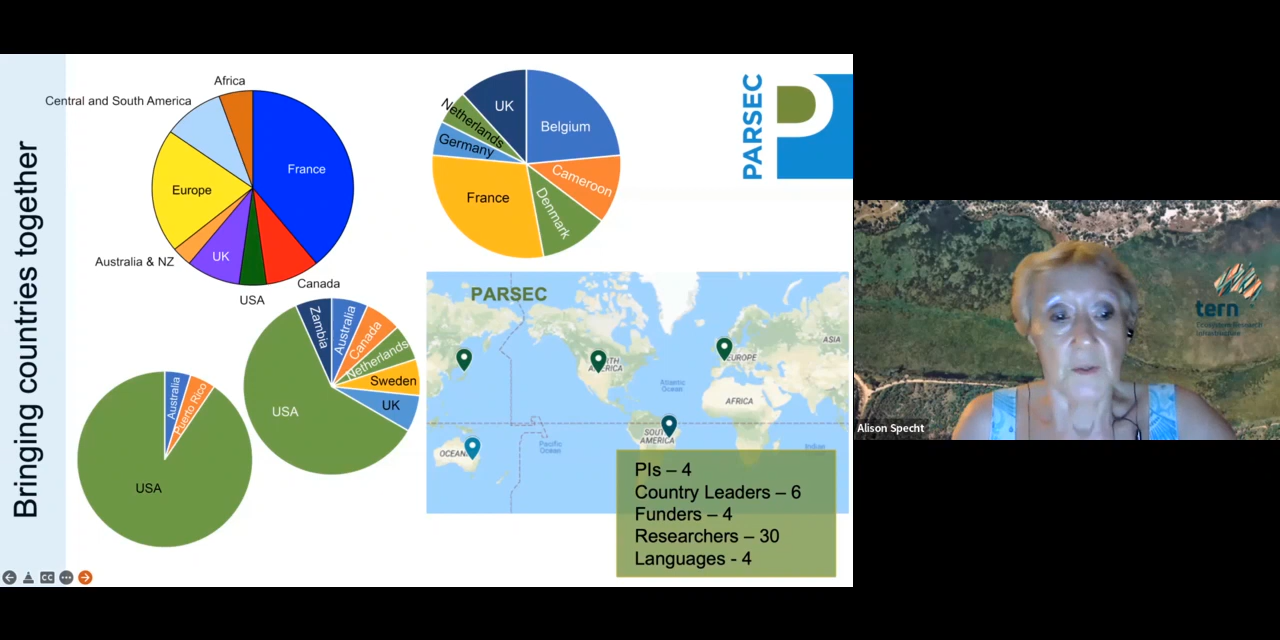 Bringing countries together
Africa
Central and South America
France
Europe
UK
Australia & NZ
USA
Canada
UK
Netherlands
Germany
Belgium
France
Cameroon
Denmark
PARSEC
Zambia
Australia
Canada
Netherlands
Sweden
UK
USA
Australia
Puerto Rico
USA
PARSEC
ASIA
EUROPE
Atlantic
Ocean
AFRICA
SOUTH
AMERICA
Pacific
Ocean
OCEANIA
Indian
PIs – 4
Country Leaders – 6
Funders – 4
Researchers – 30
Languages - 4
CC
tern
Alison Specht